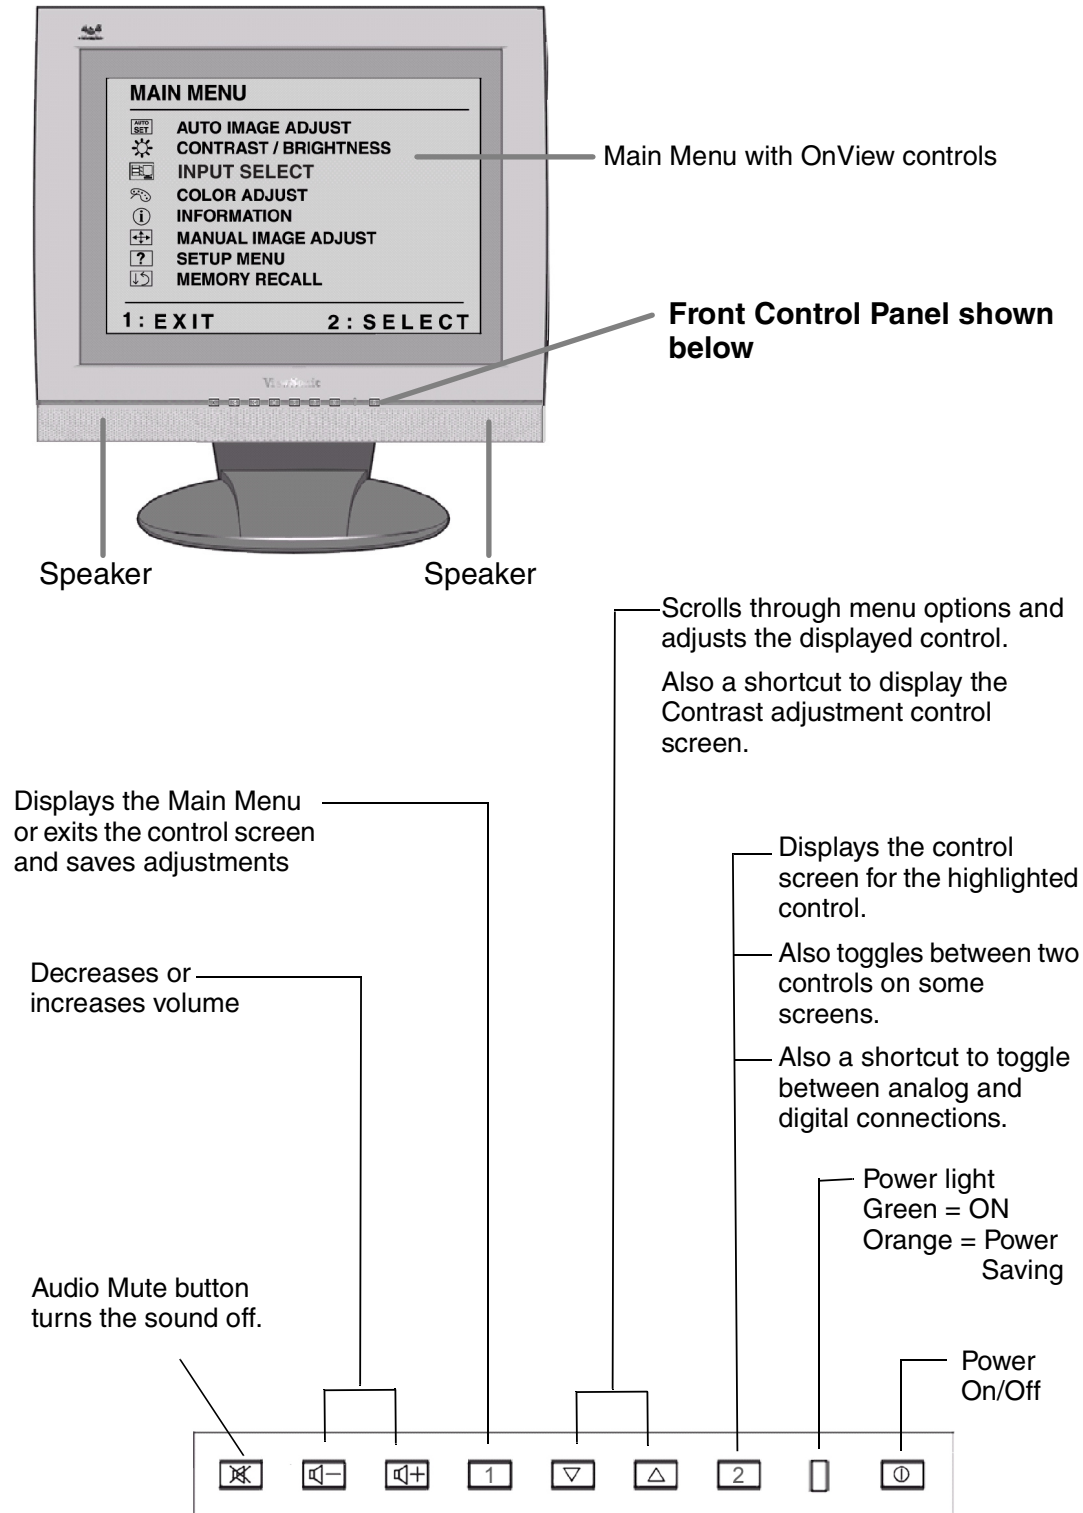 MAIN MENU
AUTO SET AUTO IMAGE ADJUST
CONTRAST / BRIGHTNESS
INPUT SELECT
COLOR ADJUST
INFORMATION
MANUAL IMAGE ADJUST
SETUP MENU
MEMORY RECALL
1: EXIT 2: SELECT
ViewSonic
Main Menu with OnView controls
Front Control Panel shown
below
Speaker Speaker
Scrolls through menu options and
adjusts the displayed control.
Also a shortcut to display the
Contrast adjustment control
screen.
Displays the Main Menu
or exits the control screen
and saves adjustments
Displays the control
screen for the highlighted
control.
Also toggles between two
controls on some
screens.
Also a shortcut to toggle
between analog and
digital connections.
Decreases or
increases volume
Power light
Green = ON
Orange = Power
Saving
Audio Mute button
turns the sound off.
Power
On/Off
1 2